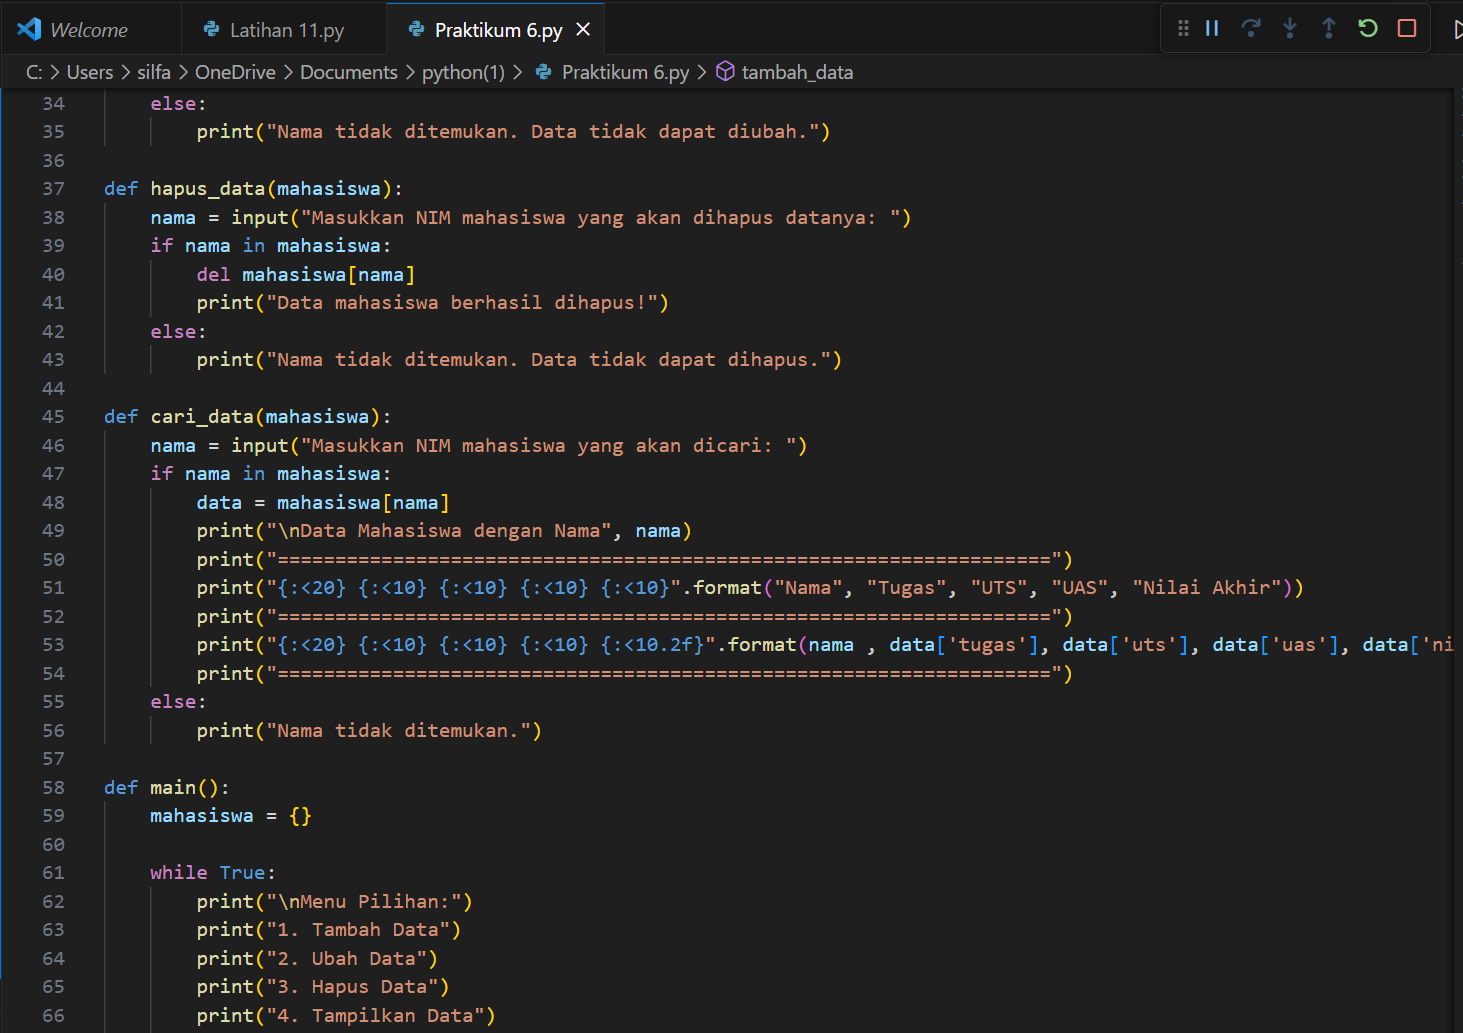 Welcome Latihan 11.py Praktikum 6.py
C: > Users > silfa > OneDrive > Documents > python(1) > Praktikum 6.py > tambah_data
34 else:
35 print("Nama tidak ditemukan. Data tidak dapat diubah.")
36
37 def hapus_data(mahasiswa):
38 nama = input("Masukkan NIM mahasiswa yang akan dihapus datanya: ")
39 if nama in mahasiswa:
40 del mahasiswa[nama]
41 print("Data mahasiswa berhasil dihapus!")
42 else:
43 print("Nama tidak ditemukan. Data tidak dapat dihapus.")
44
45 def cari_data(mahasiswa):
46 nama = input("Masukkan NIM mahasiswa yang akan dicari: ")
47 if nama in mahasiswa:
48 data = mahasiswa[nama]
49 print("\nData Mahasiswa dengan Nama", nama)
50 print("===================================================================")
51 print("{:<20} {:<10} {:<10} {:<10} {:<10}".format("Nama", "Tugas", "UTS", "UAS", "Nilai Akhir"))
52 print("===================================================================")
53 print("{:<20} {:<10} {:<10} {:<10} {:<10.2f}".format(nama , data['tugas'], data['uts'], data['uas'], data['ni
54 print("===================================================================")
55 else:
56 print("Nama tidak ditemukan.")
57
58 def main():
59 mahasiswa = {}
60
61 while True:
62 print("\nMenu Pilihan:")
63 print("1. Tambah Data")
64 print("2. Ubah Data")
65 print("3. Hapus Data")
66 print("4. Tampilkan Data")